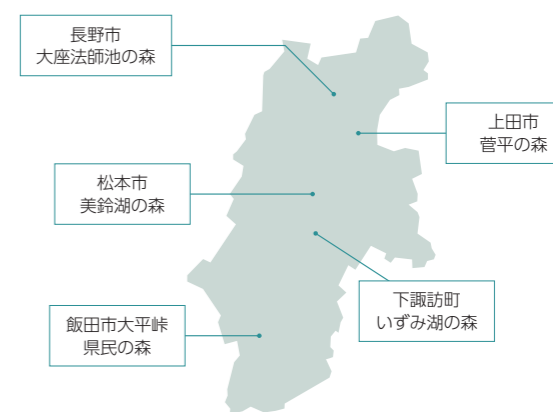 長野市
大座法師池の森
上田市
菅平の森
松本市
美鈴湖の森
下諏訪町
いずみ湖の森
飯田市大平峠
県民の森